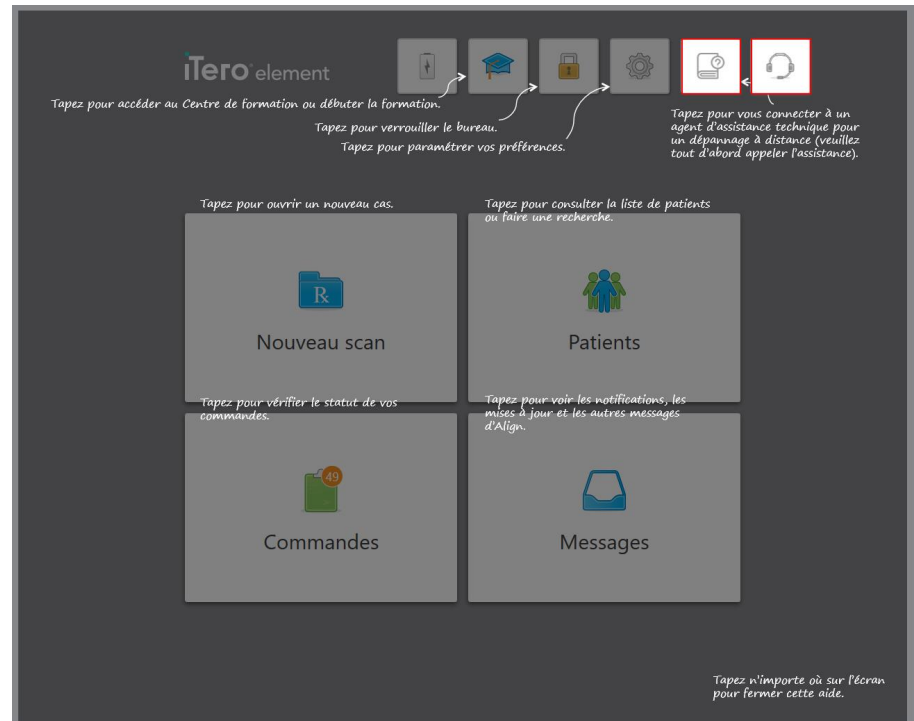 iTero element
Tapez pour accéder au Centre de formation ou débuter la formation.
Tapez pour verrouiller le bureau.
Tapez pour paramétrer vos préférences.
Tapez pour vous connecter à un
agent d'assistance technique pour
un dépannage à distance (veuillez
tout d'abord appeler l'assistance).
Tapez pour ouvrir un nouveau cas.
Tapez pour consulter la liste de patients
ou faire une recherche.
R
Nouveau scan
Patients
Tapez pour vérifier le statut de vos
commandes.
Tapez pour voir les notifications, les
mises à jour et les autres messages
d'Align.
49
Commandes
Messages
Tapez n'importe où sur l'écran
pour fermer cette aide.